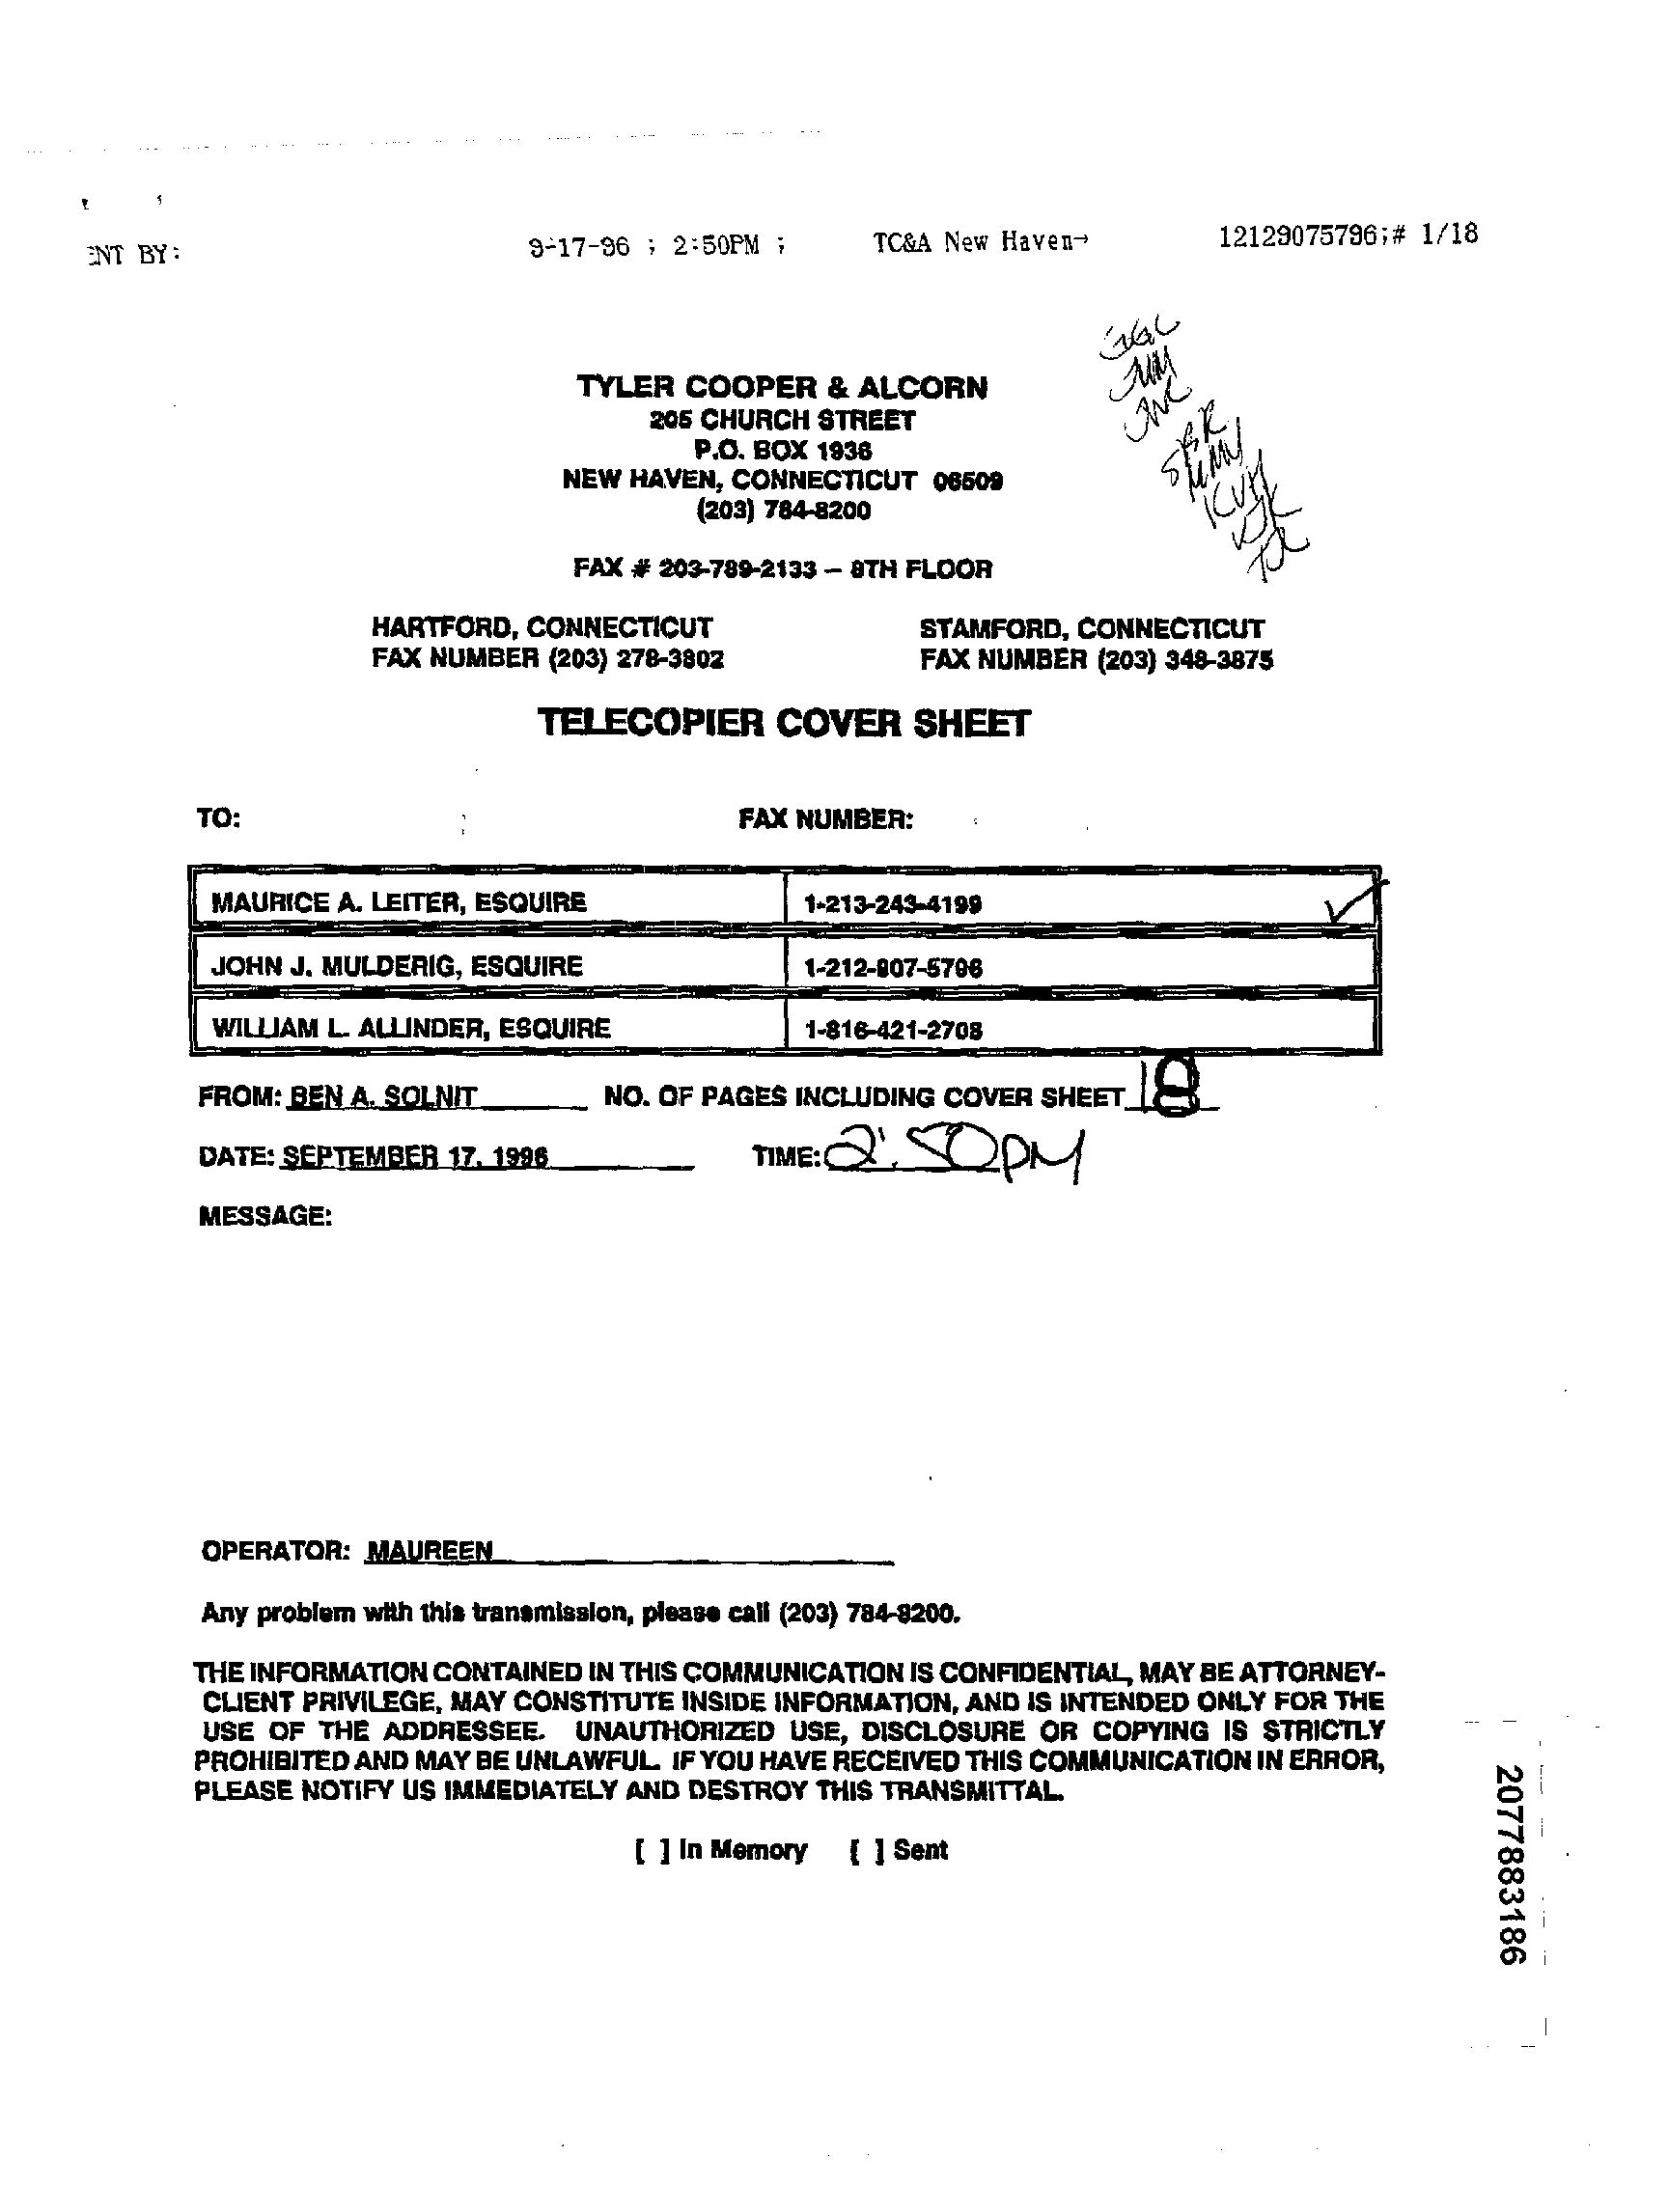 ENT BY:
9-17-96 ; 2:50PM ;
TC&A New Haven→
12129075796;# 1/18
TYLER COOPER & ALCORN
205 CHURCH STREET
P.O. BOX 1936
NEW HAVEN, CONNECTICUT 06509
(203) 784-8200
FAX # 203-789-2133 – 8TH FLOOR
HARTFORD, CONNECTICUT
FAX NUMBER (203) 278-3802
STAMFORD, CONNECTICUT
FAX NUMBER (203) 348-3875
TELECOPIER COVER SHEET
TO: FAX NUMBER:
MAURICE A. LEITER, ESQUIRE 1-213-243-4199
JOHN J. MULDERIG, ESQUIRE 1-212-907-5796
WILLIAM L. ALLINDER, ESQUIRE 1-816-421-2708
FROM: BEN A. SOLNIT NO. OF PAGES INCLUDING COVER SHEET 18
DATE: SEPTEMBER 17, 1996 TIME: 2:50PM
MESSAGE:
OPERATOR: MAUREEN
Any problem with this transmission, please call (203) 784-8200.
THE INFORMATION CONTAINED IN THIS COMMUNICATION IS CONFIDENTIAL, MAY BE ATTORNEY-
CLIENT PRIVILEGE, MAY CONSTITUTE INSIDE INFORMATION, AND IS INTENDED ONLY FOR THE
USE OF THE ADDRESSEE. UNAUTHORIZED USE, DISCLOSURE OR COPYING IS STRICTLY
PROHIBITED AND MAY BE UNLAWFUL. IF YOU HAVE RECEIVED THIS COMMUNICATION IN ERROR,
PLEASE NOTIFY US IMMEDIATELY AND DESTROY THIS TRANSMITTAL.
[ ] In Memory [ ] Sent
2077883186